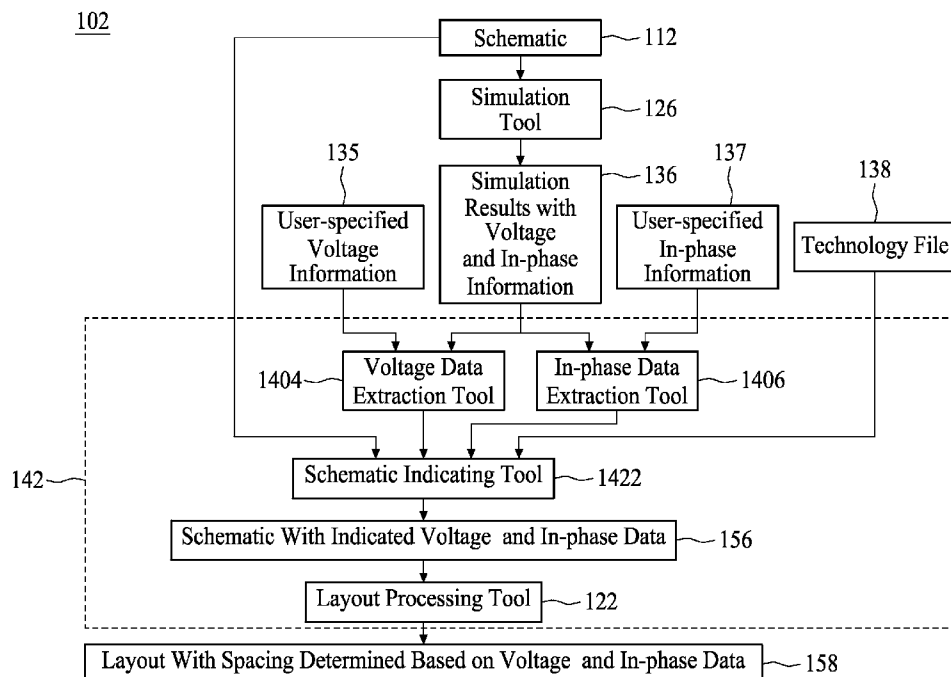 102
Schematic
112
Simulation
Tool
126
135
136
137
138
User-specified
Voltage
Information
Simulation
Results with
Voltage
and In-phase
Information
User-specified
In-phase
Information
Technology File
1404
Voltage Data
Extraction Tool
In-phase Data
Extraction Tool
1406
142
Schematic Indicating Tool
1422
Schematic With Indicated Voltage and In-phase Data
156
Layout Processing Tool
122
Layout With Spacing Determined Based on Voltage and In-phase Data
158